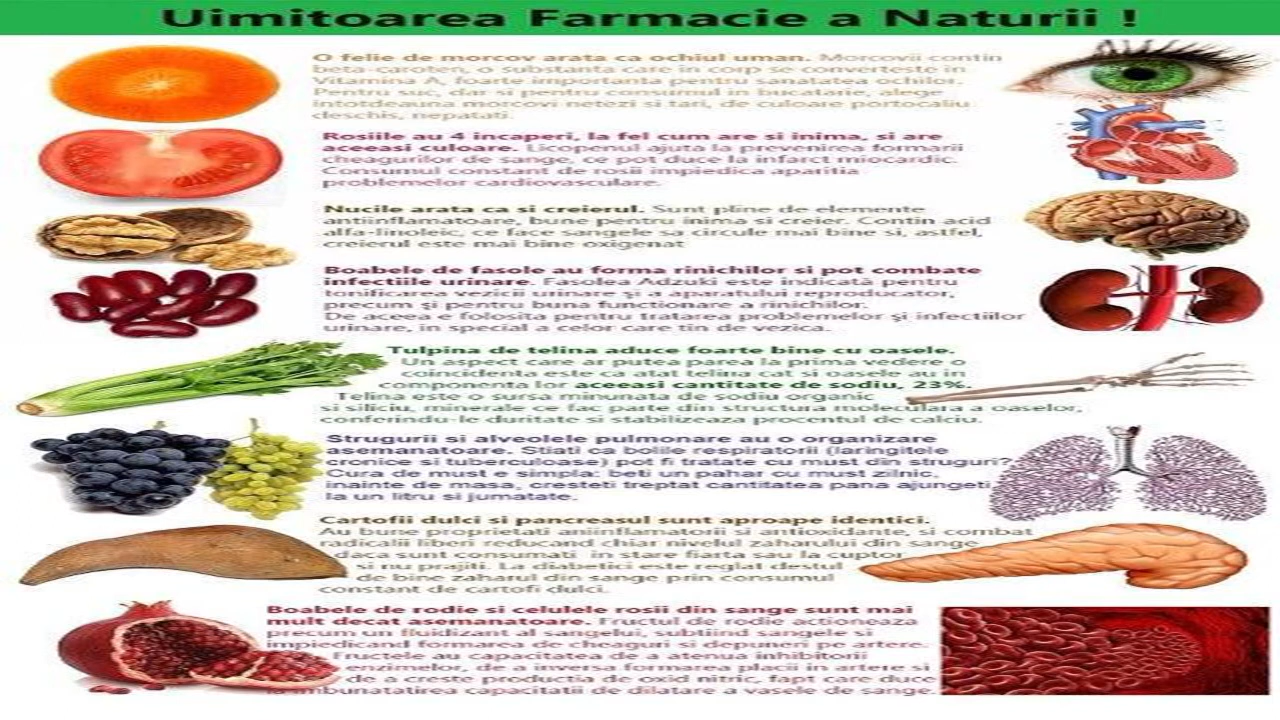 Uimitoarea Farmacie a Naturii !
O felie de morcov arata ca ochiul uman. Morcovii contin
beta-caroten, o substanta care in corp se converteste in
Vitamina A, foarte importanta pentru sanatatea ochilor.
Pentru suc, dar si pentru consumul in bucatarie, alege
intotdeauna morcovi netezi si tari, de culoare portocaliu
deschis, nepatati.
Rosiile au 4 incaperi, la fel cum are si inima, si are
aceeasi culoare. Licopenul ajuta la prevenirea formarii
cheagurilor de sange, ce pot duce la infarct miocardic.
Consumul constant de rosii impiedica aparitia
problemelor cardiovasculare.
Nucile arata ca si creierul. Sunt pline de elemente
antiinflamatoare, bune pentru inima si creier. Contin acid
alfa-linoleic, ce face sangele sa circule mai bine si, astfel,
creierul este mai bine oxigenat
Boabele de fasole au forma rinichilor si pot combate
infectiile urinare. Fasolea Adzuki este indicată pentru
tonificarea vezicii urinare şi a aparatului reproducator,
precum şi pentru buna functionare a rinichilor.
De aceea e folosita pentru tratarea problemelor şi infectiilor
urinare, in special a celor care tin de vezica.
Tulpina de telina aduce foarte bine cu oasele.
Un aspect care ar putea parea la prima vedere o
coincidenta este ca atat telina cat si oasele au in
componenta lor aceeasi cantitate de sodiu, 23%.
Telina este o sursa minunata de sodiu organic
si siliciu, minerale ce fac parte din structura moleculara a oaselor,
conferindu-le duritate si stabilizeaza procentul de calciu.
Strugurii si alveolele pulmonare au o organizare
asemanatoare. Stiati ca bolile respiratorii (laringitele
cronice si tuberculoase) pot fi tratate cu must din struguri?
Cura de must e simpla: beti un pahar cu must zilnic,
inainte de masa, cresteti treptat cantitatea pana ajungeti
la un litru si jumatate.
Cartofii dulci si pancreasul sunt aproape identici.
Au bune proprietati aniinflamatorii si antioxidante, si combat
radicalii liberi reducand chiar nivelul zaharului din sange
daca sunt consumati in stare fiarta sau la cuptor
si nu prajiti. La diabetici este reglat destul
de bine zaharul din sange prin consumul
constant de cartofi dulci.
Boabele de rodie si celulele rosii din sange sunt mai
mult decat asemanatoare. Fructul de rodie actioneaza
precum un fluidizant al sangelui, subtiind sangele si
impiedicand formarea de cheaguri si depuneri pe artere.
Fructele au capacitatea de a atenua inhibitorii
enzimelor, de a inversa formarea placii in artere si
de a creste productia de oxid nitric, fapt care duce
imbunatatirea capacitatii de dilatare a vasele de sange.